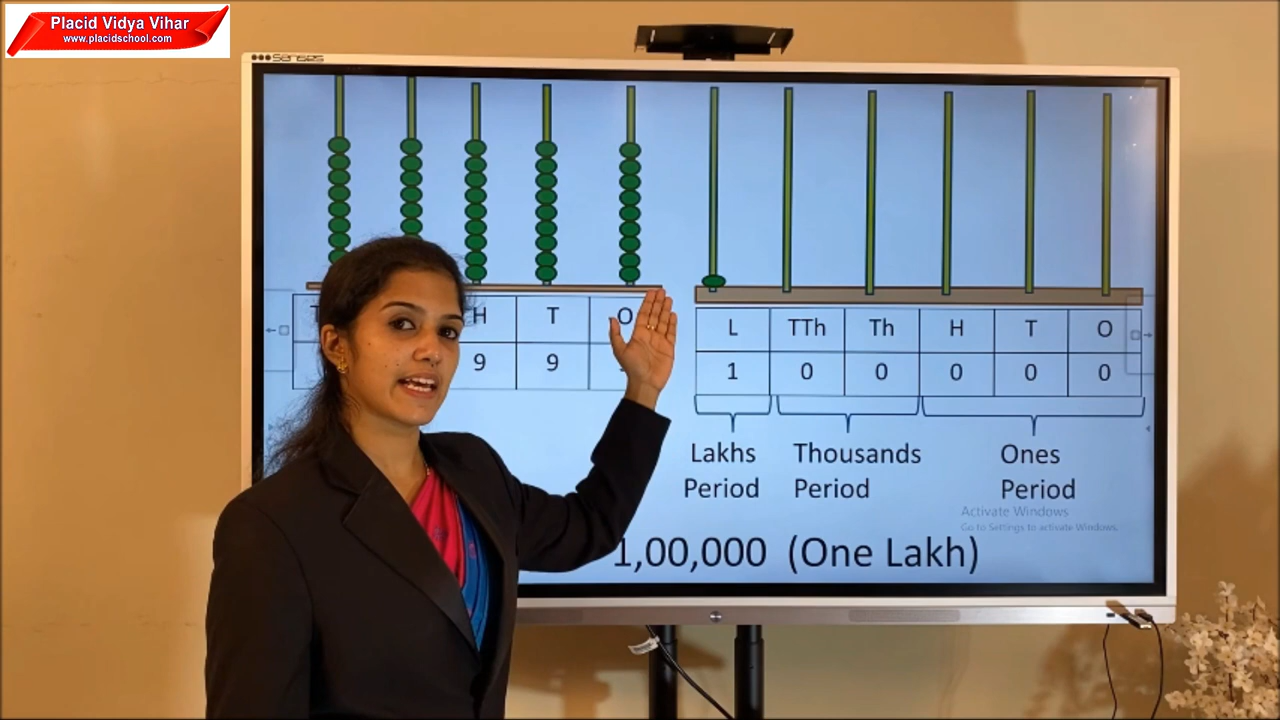 Placid Vidya Vihar
www.placidschool.com
senses
T H T O
9 9
L TTh Th H T O
1 0 0 0 0 0
Lakhs Period
Thousands Period
Ones Period
Activate Windows
Go to Settings to activate Windows.
1,00,000 (One Lakh)